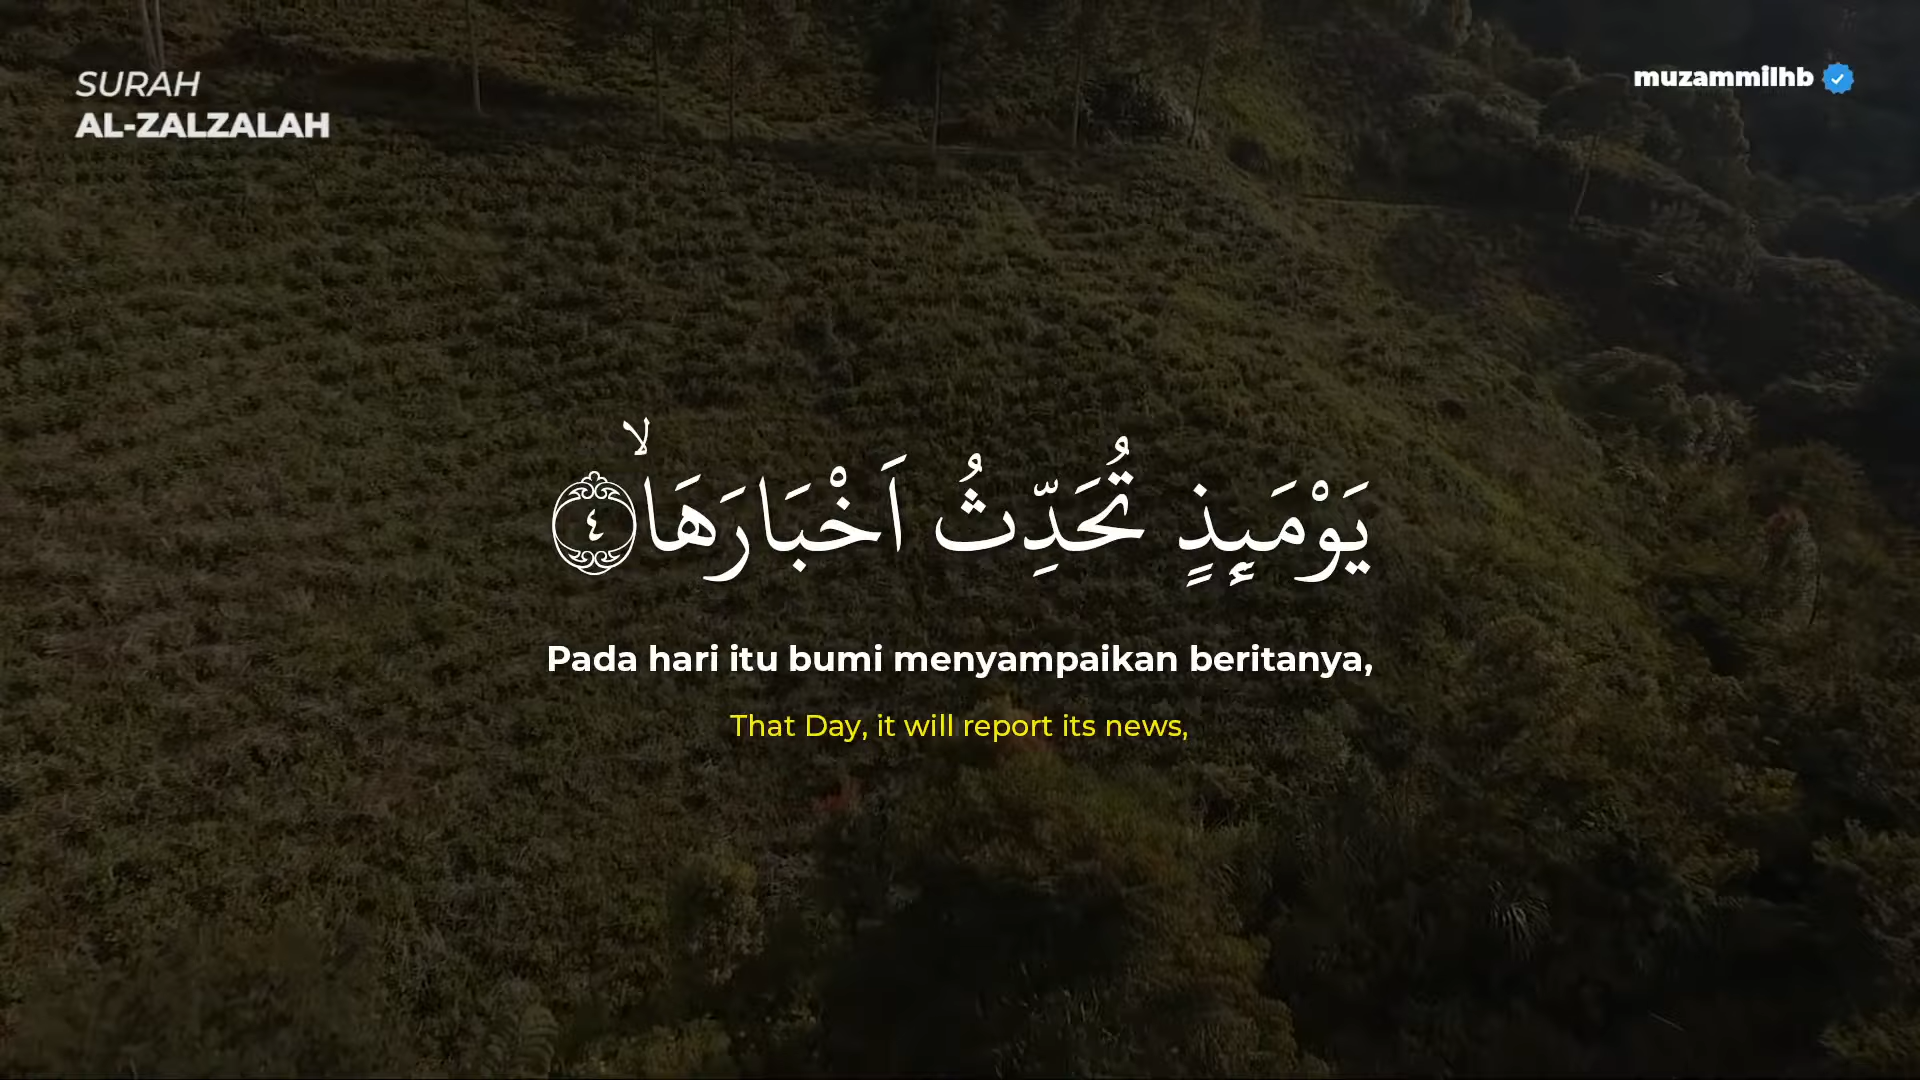 SURAH
AL-ZALZALAH
muzammilhb
يَوْمَىِٕذٍ تُحَدِّثُ اَخْبَارَهَاۙ ٤
Pada hari itu bumi menyampaikan beritanya,
That Day, it will report its news,